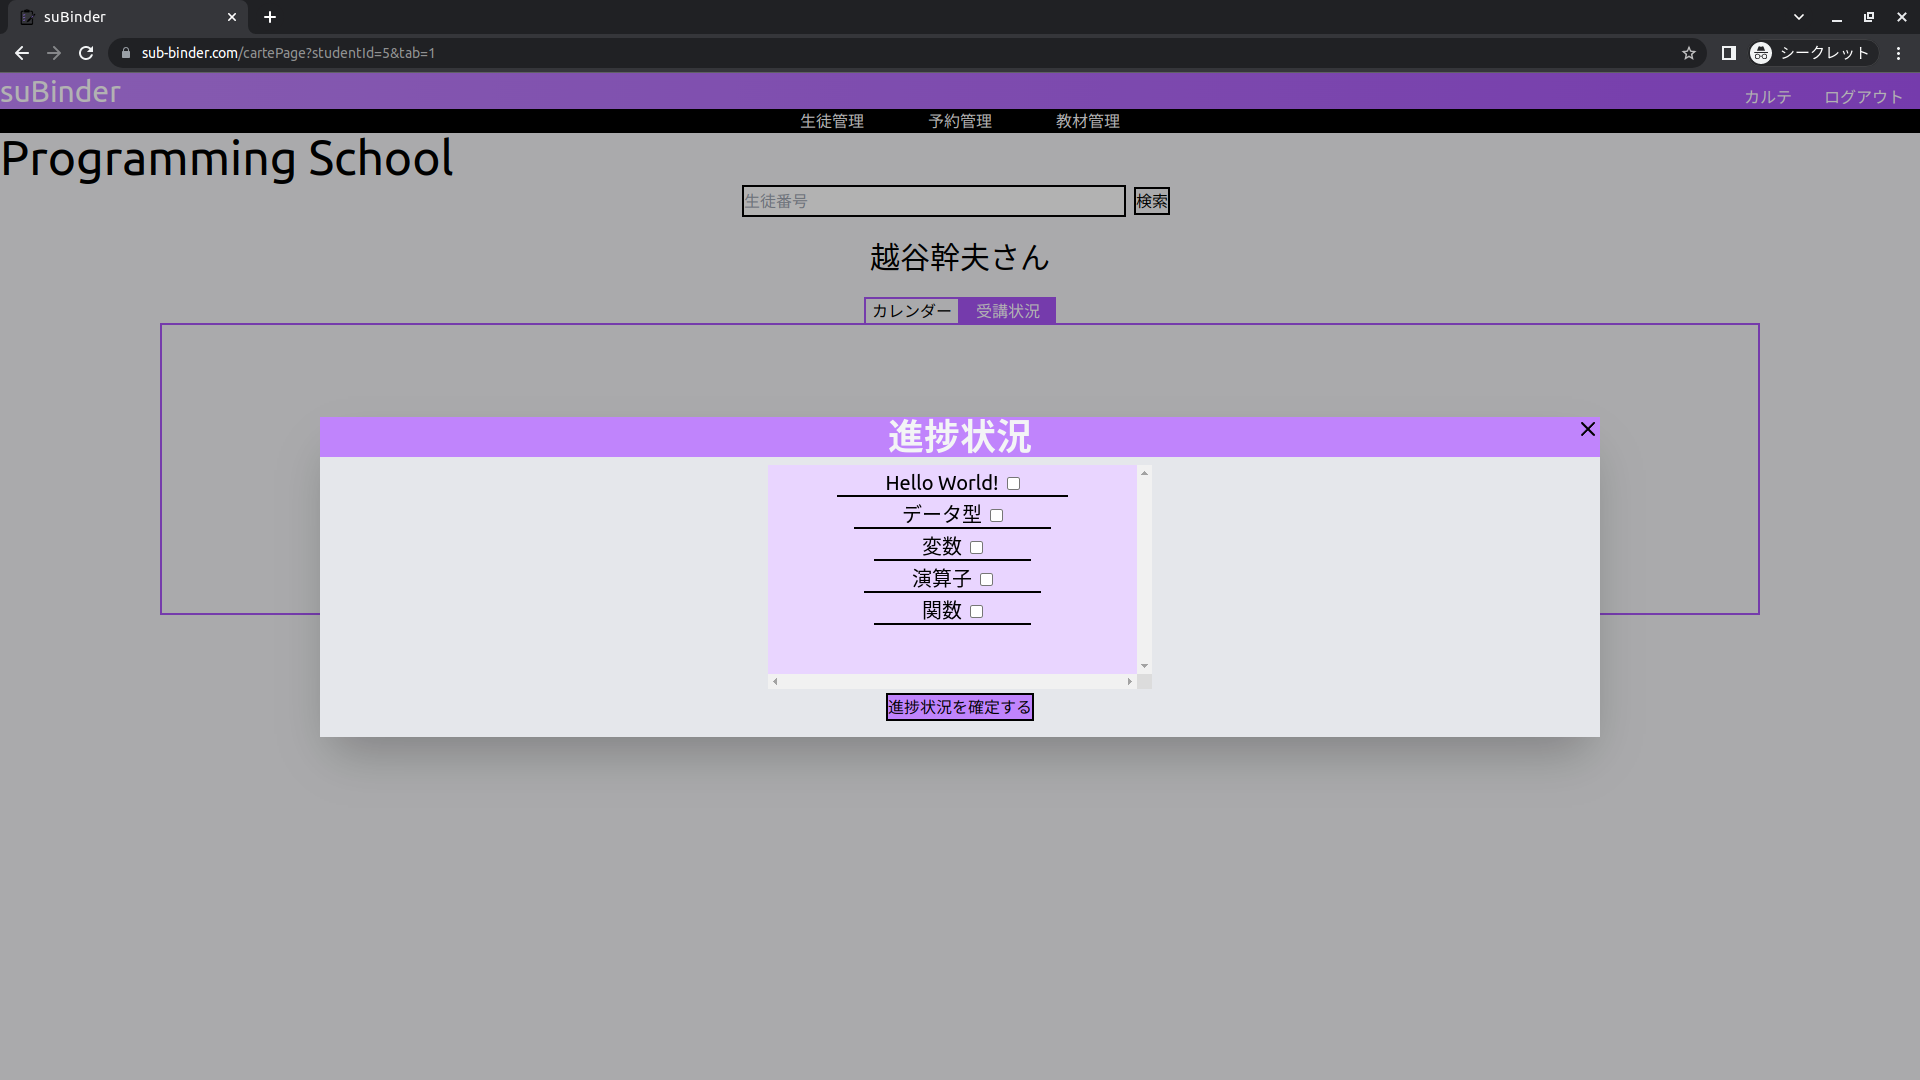 suBinder
sub-binder.com/cartePage?studentId=5&tab=1
シークレット
suBinder
カルテ
ログアウト
生徒管理
予約管理
教材管理
Programming School
生徒番号
検索
越谷幹夫さん
カレンダー
受講状況
進捗状況
Hello World!
データ型
変数
演算子
関数
進捗状況を確定する